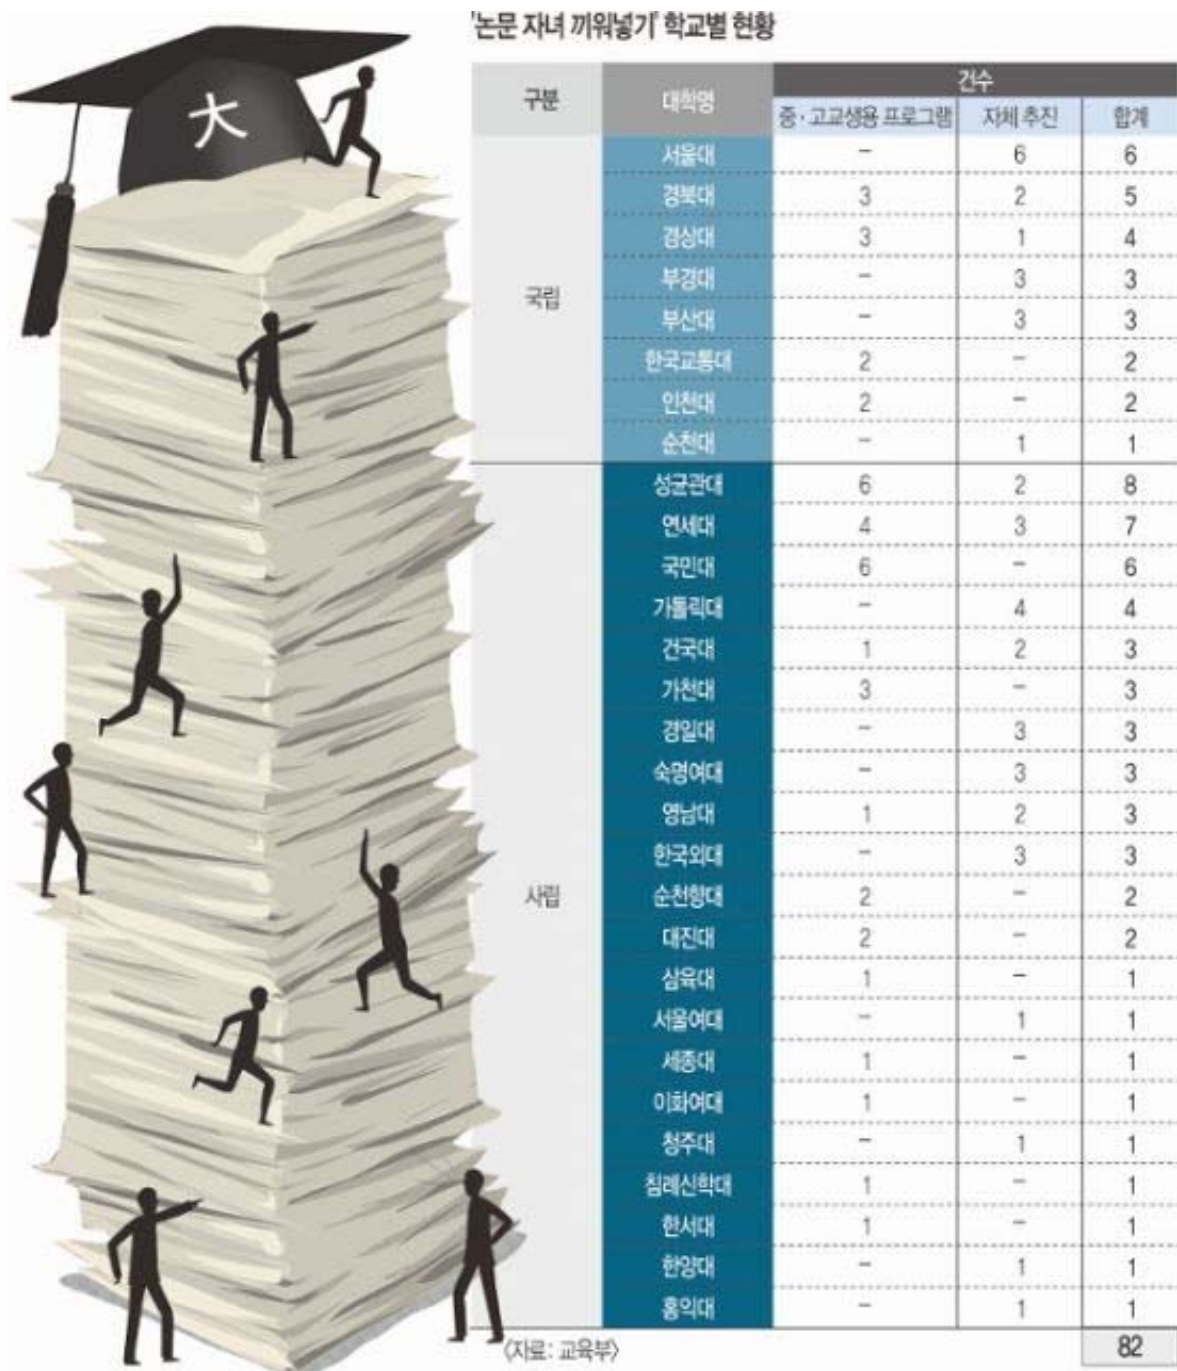 '논문 자녀 끼워넣기' 학교별 현황
구분 대학명 건수
중·고교생용 프로그램 자체 추진 합계
大
국립
서울대 - 6 6
경북대 3 2 5
경상대 3 1 4
부경대 - 3 3
부산대 - 3 3
한국교통대 2 - 2
인천대 2 - 2
순천대 - 1 1
사립
성균관대 6 2 8
연세대 4 3 7
국민대 6 - 6
가톨릭대 - 4 4
건국대 1 2 3
가천대 3 - 3
경일대 - 3 3
숙명여대 - 3 3
영남대 1 2 3
한국외대 - 3 3
순천향대 2 - 2
대진대 2 - 2
삼육대 1 - 1
서울여대 - 1 1
세종대 1 - 1
이화여대 1 - 1
청주대 - 1 1
침례신학대 1 - 1
한서대 1 - 1
한양대 - 1 1
홍익대 - 1 1
〈자료: 교육부〉 82